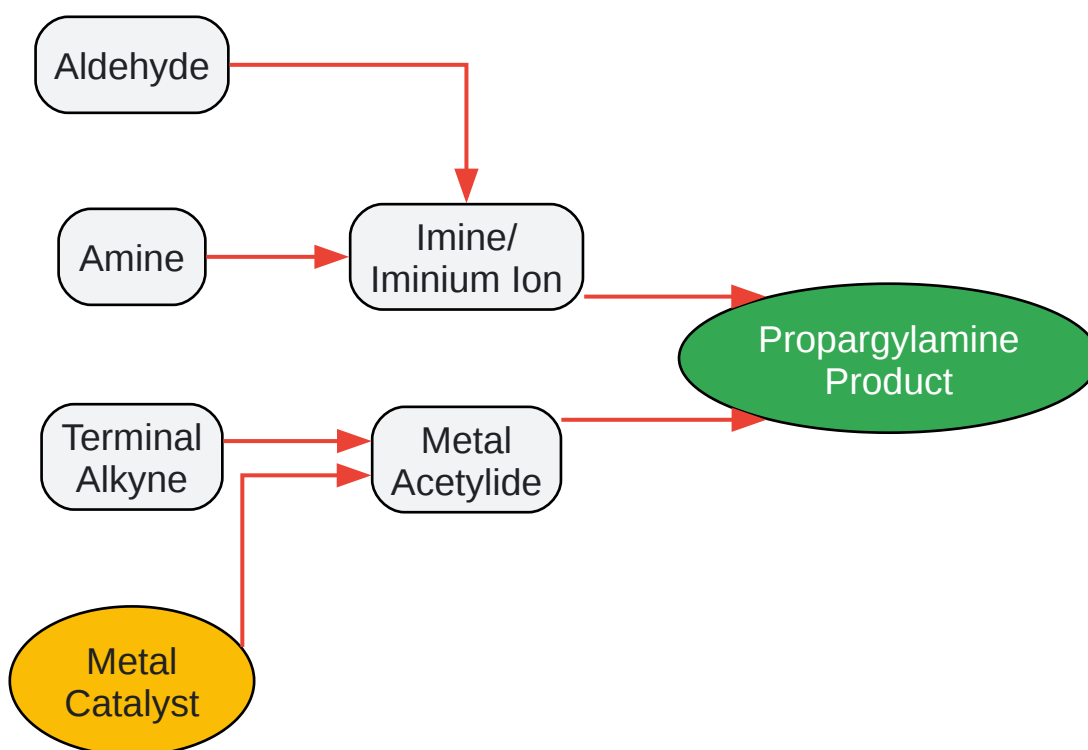 Aldehyde
Amine
Imine/
Iminium Ion
Propargylamine
Product
Terminal
Alkyne
Metal
Acetylide
Metal
Catalyst